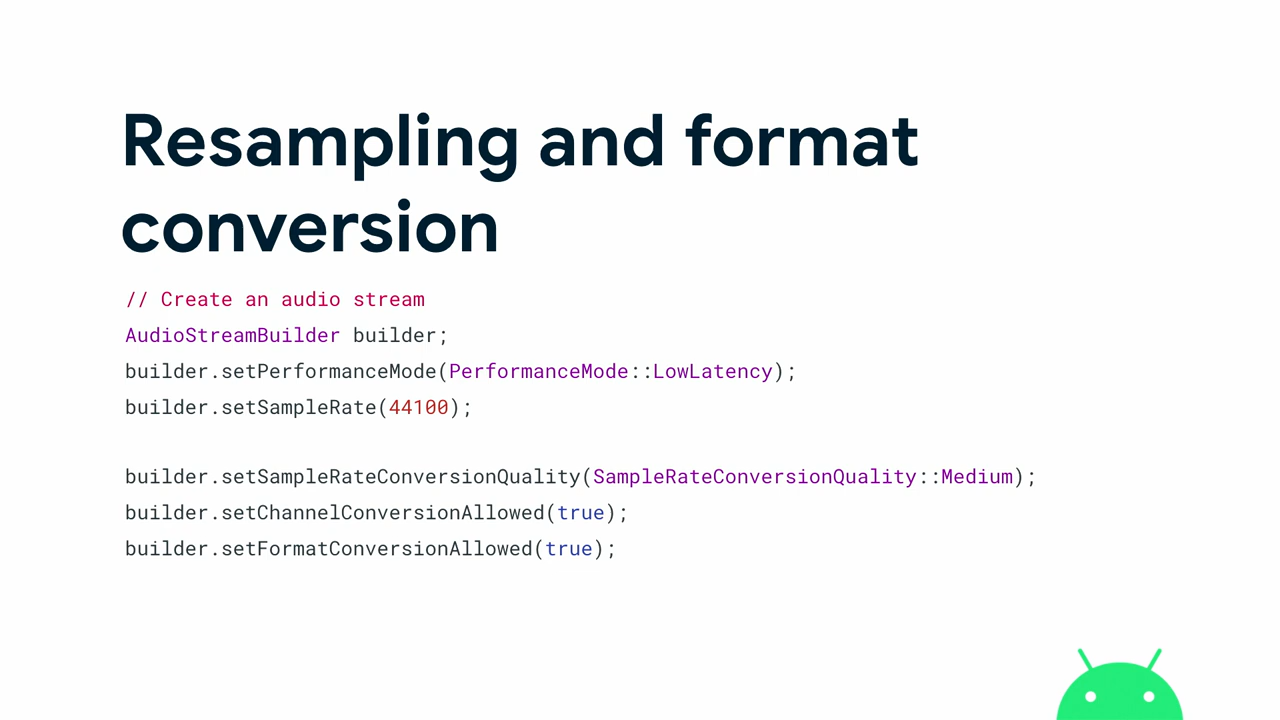 Resampling and format
conversion
// Create an audio stream
AudioStreamBuilder builder;
builder.setPerformanceMode(PerformanceMode::LowLatency);
builder.setSampleRate(44100);
builder.setSampleRateConversionQuality(SampleRateConversionQuality::Medium);
builder.setChannelConversionAllowed(true);
builder.setFormatConversionAllowed(true);